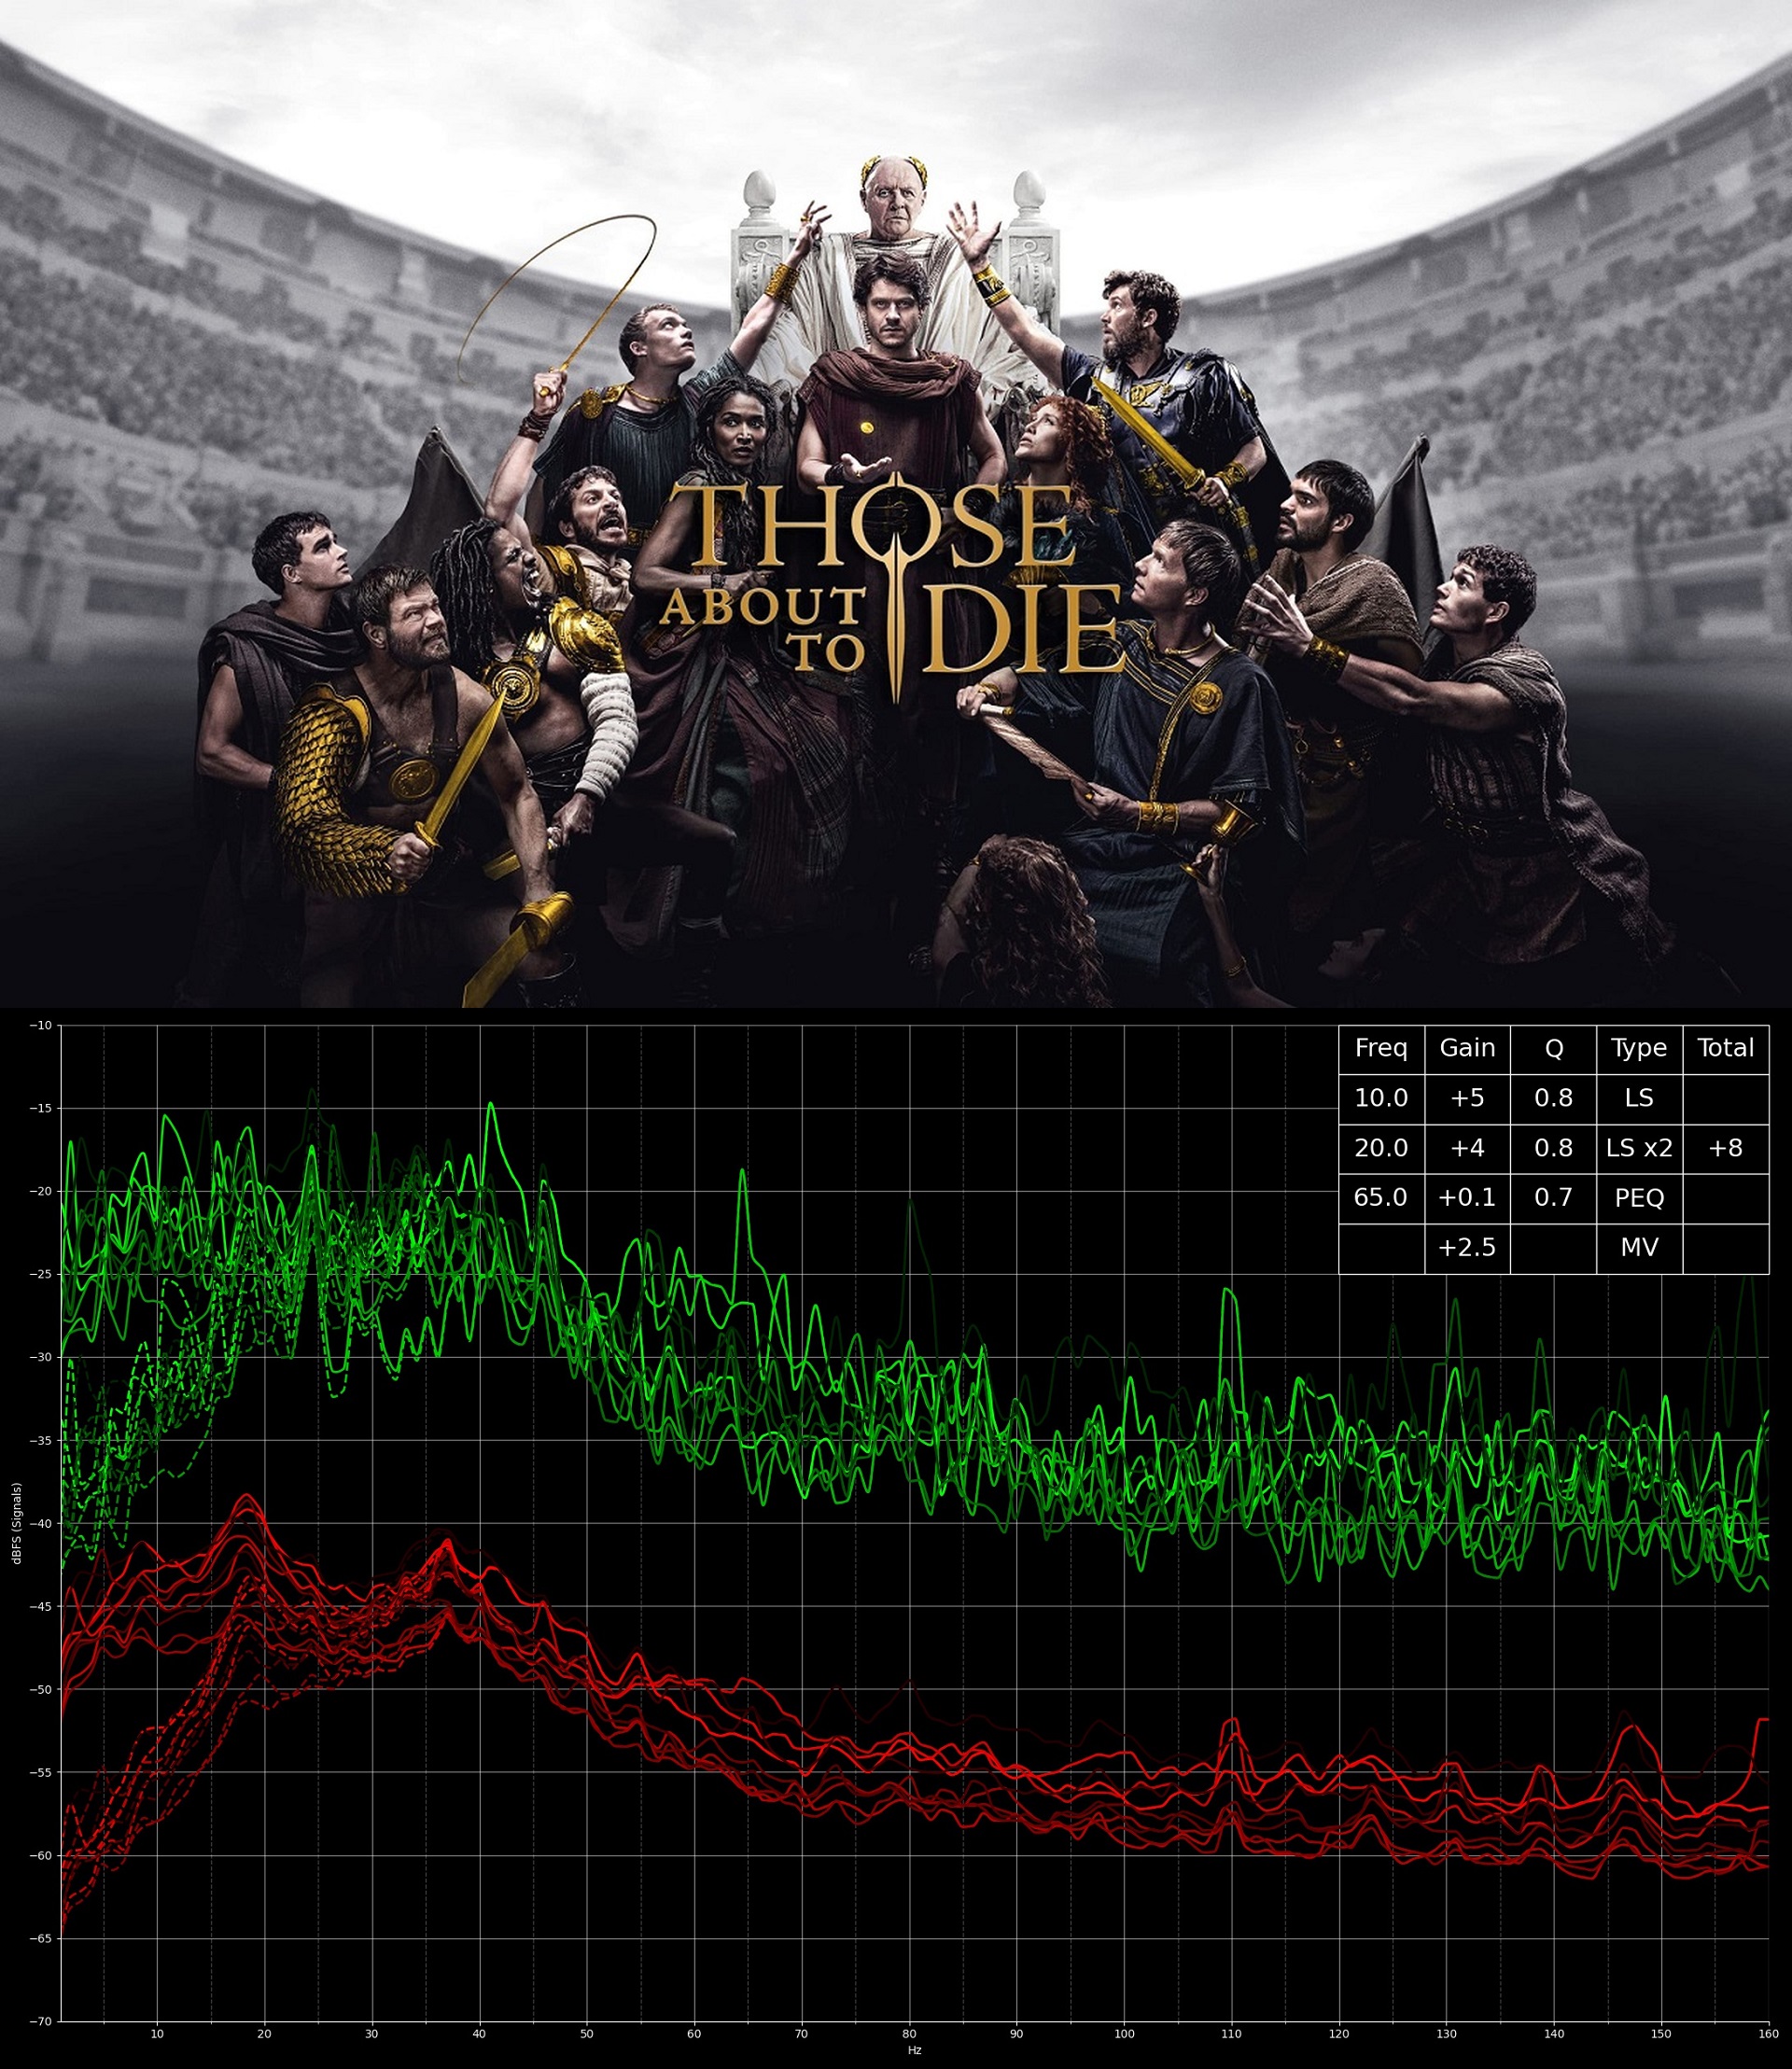 THOSE
ABOUT
TO DIE
Freq Gain Q Type Total
10.0 +5 0.8 LS
20.0 +4 0.8 LS x2 +8
65.0 +0.1 0.7 PEQ
+2.5 MV
−10
−15
−20
−25
−30
−35
−40
−45
−50
−55
−60
−65
−70
dBFS (Signals)
10 20 30 40 50 60 70 80 90 100 110 120 130 140 150 160
Hz